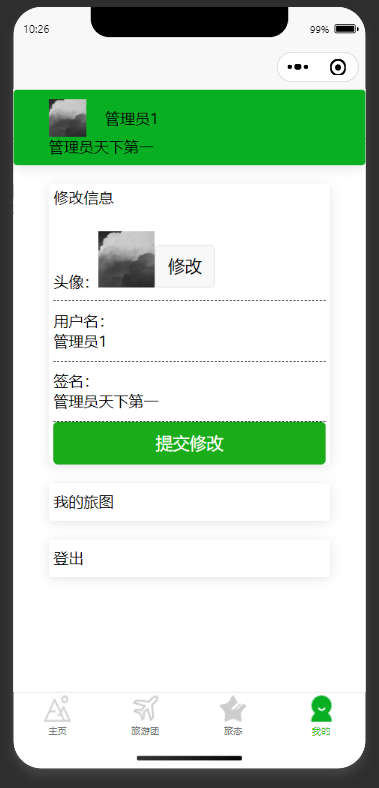 10:26 99%
管理员1
管理员天下第一
修改信息
头像: 修改
用户名:
管理员1
签名:
管理员天下第一
提交修改
我的旅图
登出
主页 旅游团 旅态 我的